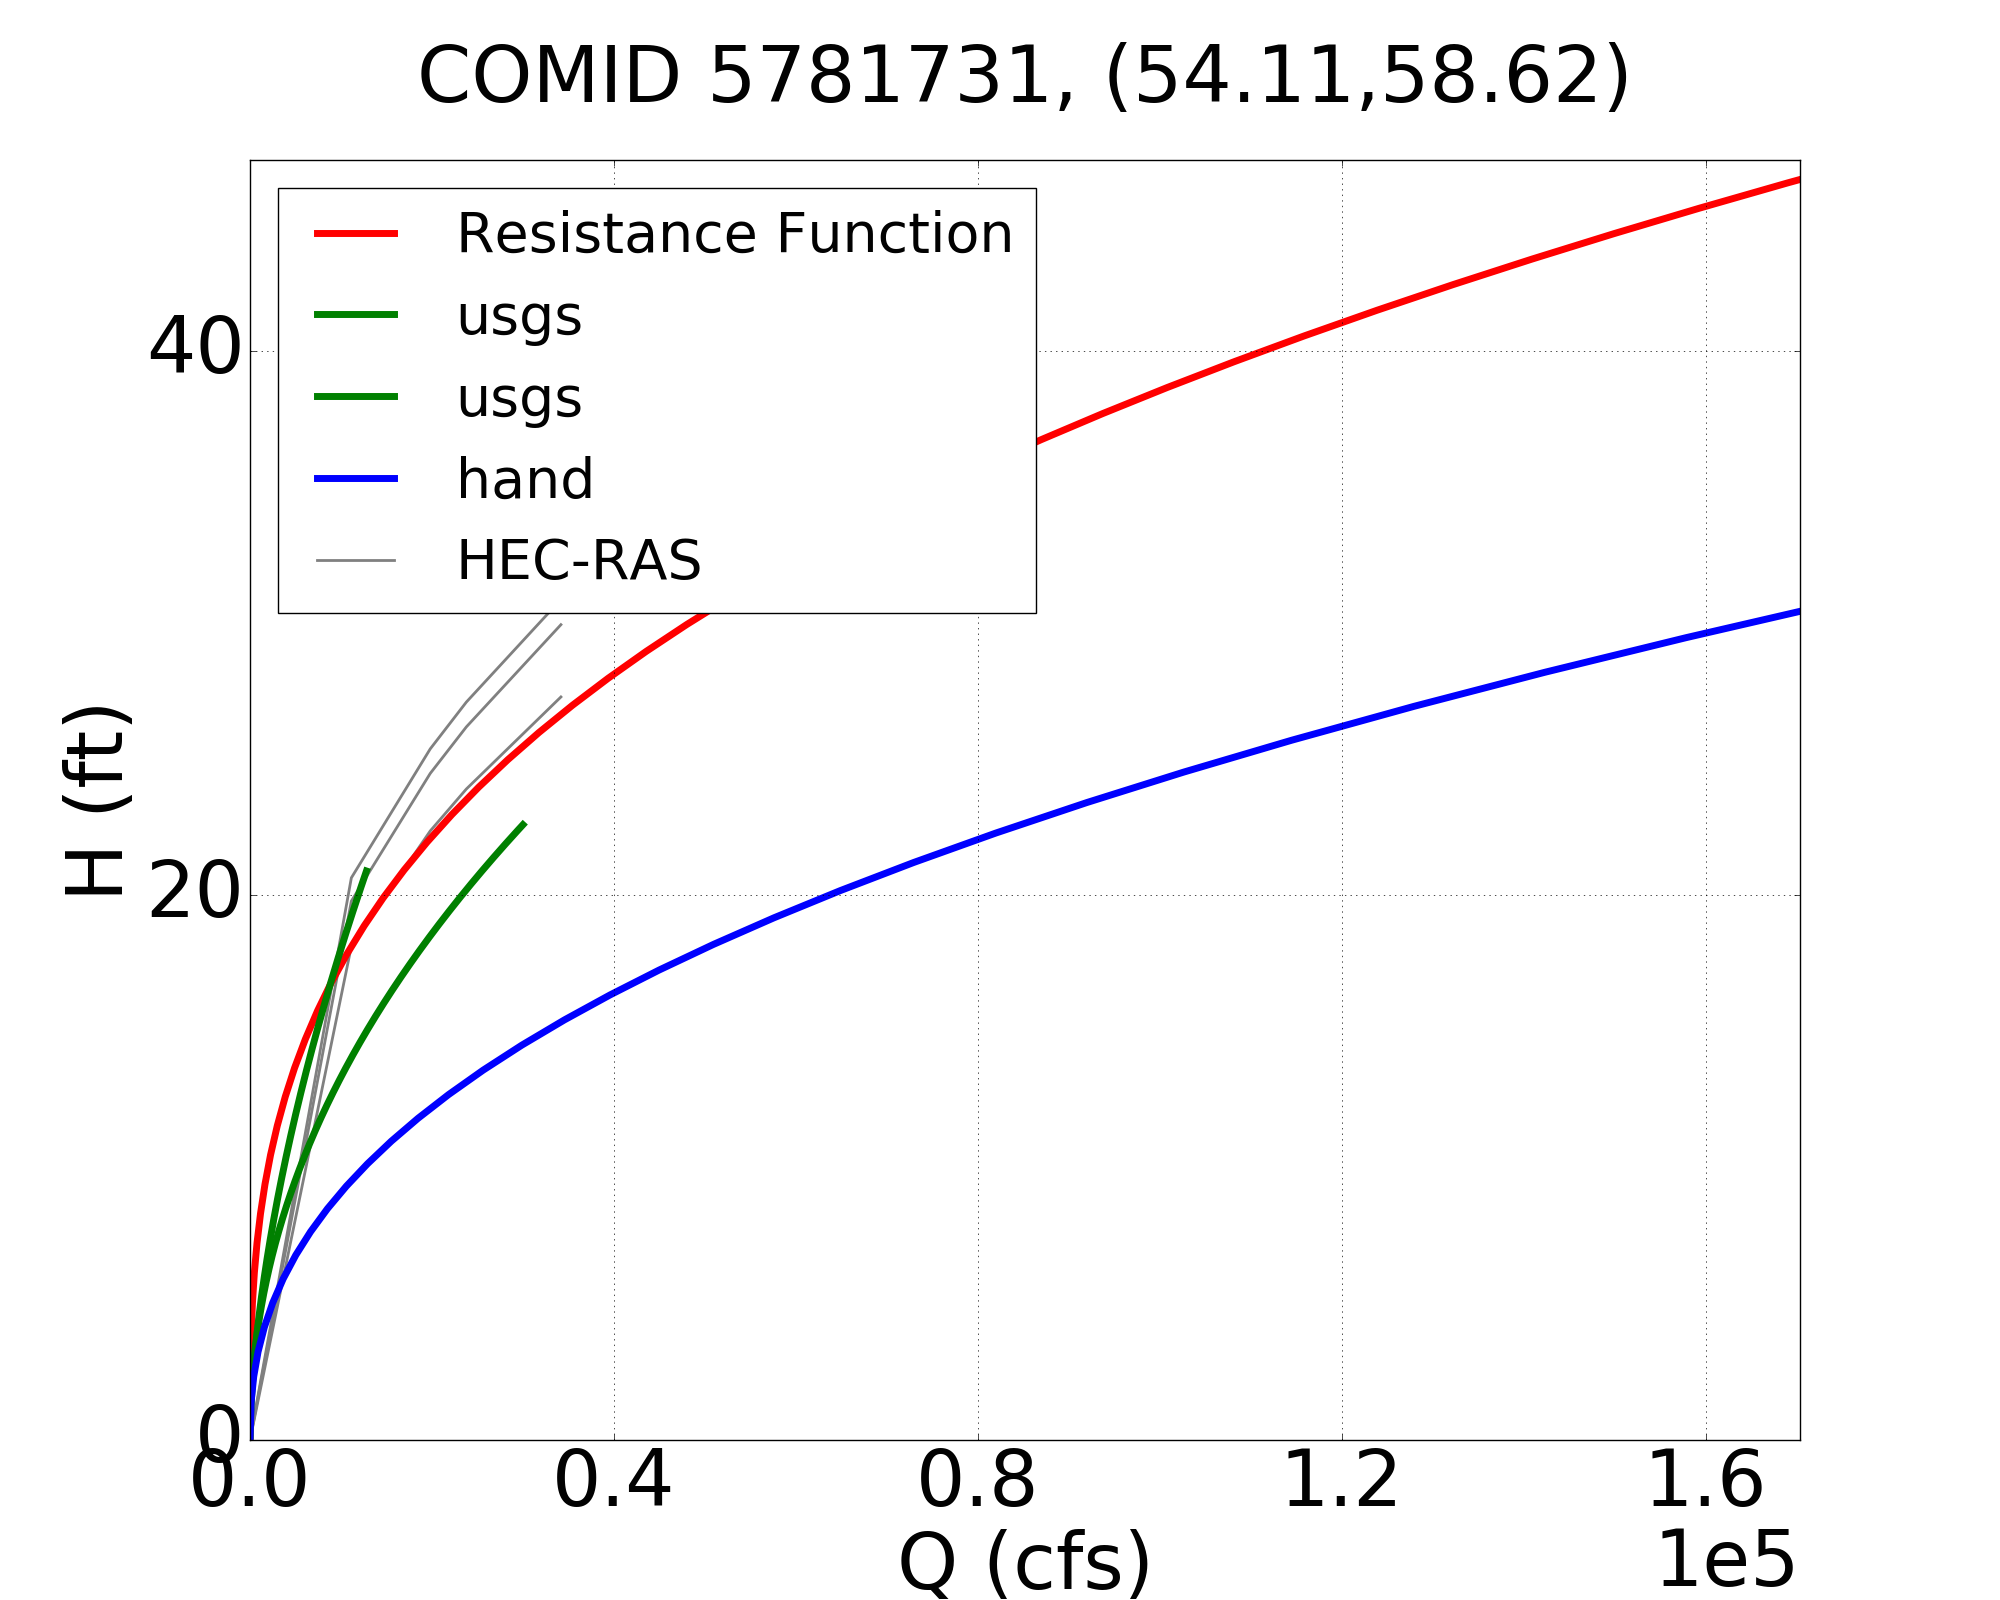 COMID 5781731, (54.11,58.62)
Resistance Function
usgs
usgs
hand
HEC-RAS
40
20
0
H (ft)
0.0 0.4 0.8 1.2 1.6
1e5
Q (cfs)